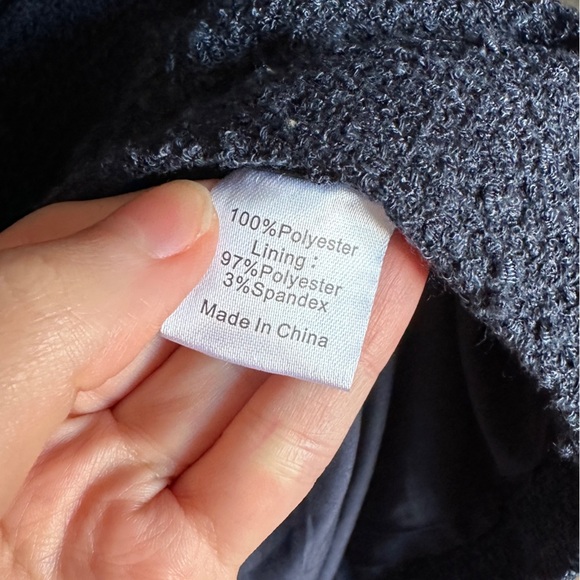 100%Polyester
Lining :
97%Polyester
3%Spandex
Made In China